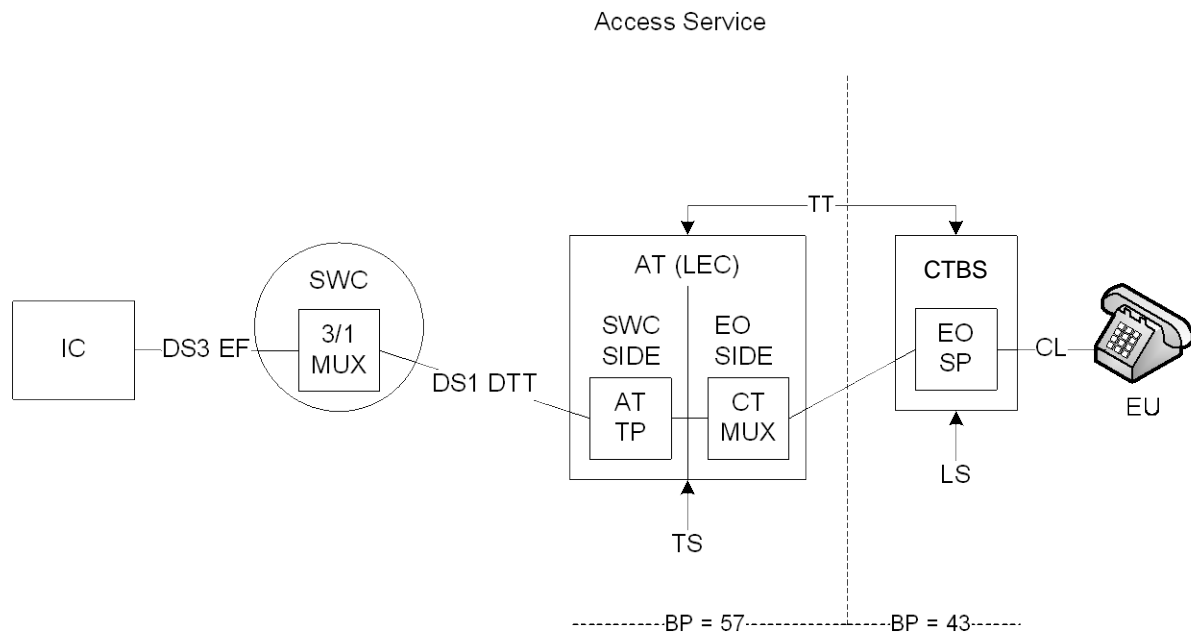 Access Service
TT
AT (LEC)
CTBS
SWC
SWC
SIDE
EO
SIDE
IC
DS3 EF
3/1
MUX
DS1 DTT
AT
TP
CT
MUX
EO
SP
CL
EU
LS
TS
BP = 57
BP = 43